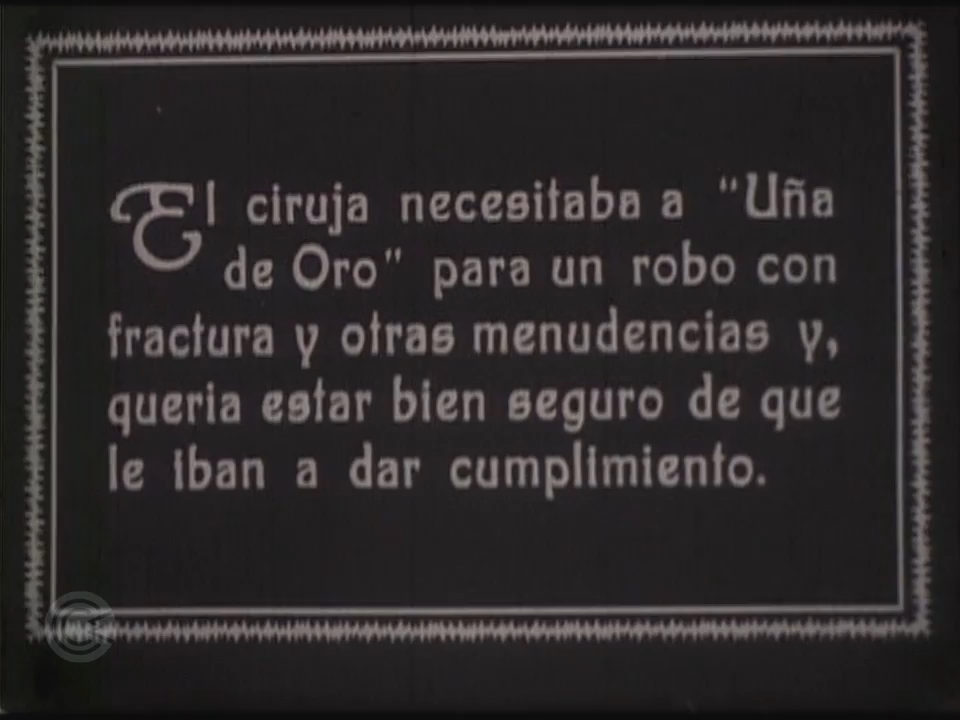 El ciruja necesitaba a "Uña
de Oro" para un robo con
fractura y otras menudencias y,
queria estar bien seguro de que
le iban a dar cumplimiento.